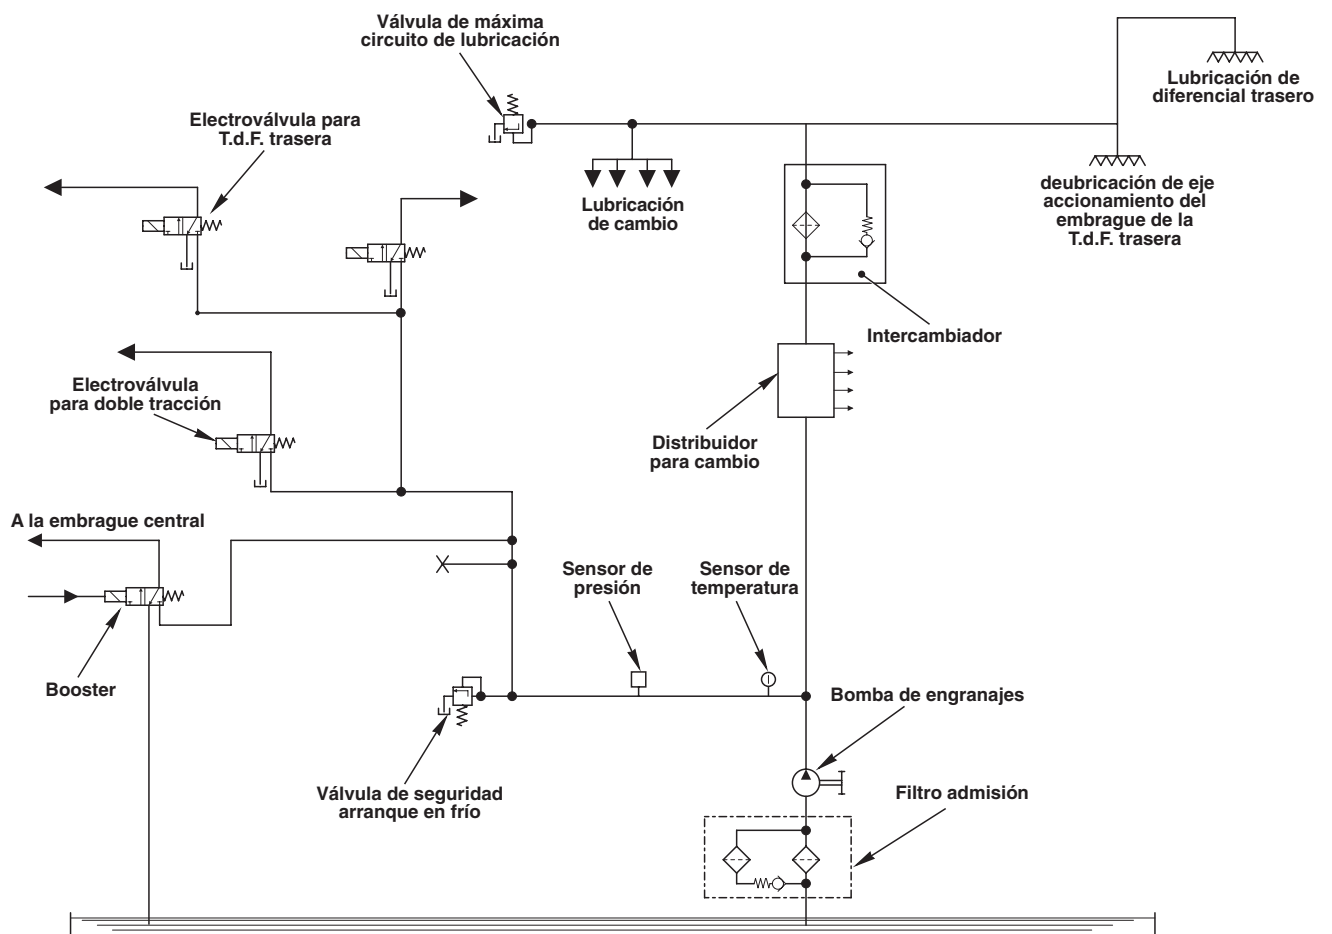 Válvula de máxima
circuito de lubricación
Lubricación de
diferencial trasero
Electroválvula para
T.d.F. trasera
Lubricación
de cambio
deubricación de eje
accionamiento del
embrague de la
T.d.F. trasera
Intercambiador
Electroválvula
para doble tracción
Distribuidor
para cambio
A la embrague central
Sensor de
presión
Sensor de
temperatura
Booster
Bomba de engranajes
Válvula de seguridad
arranque en frío
Filtro admisión